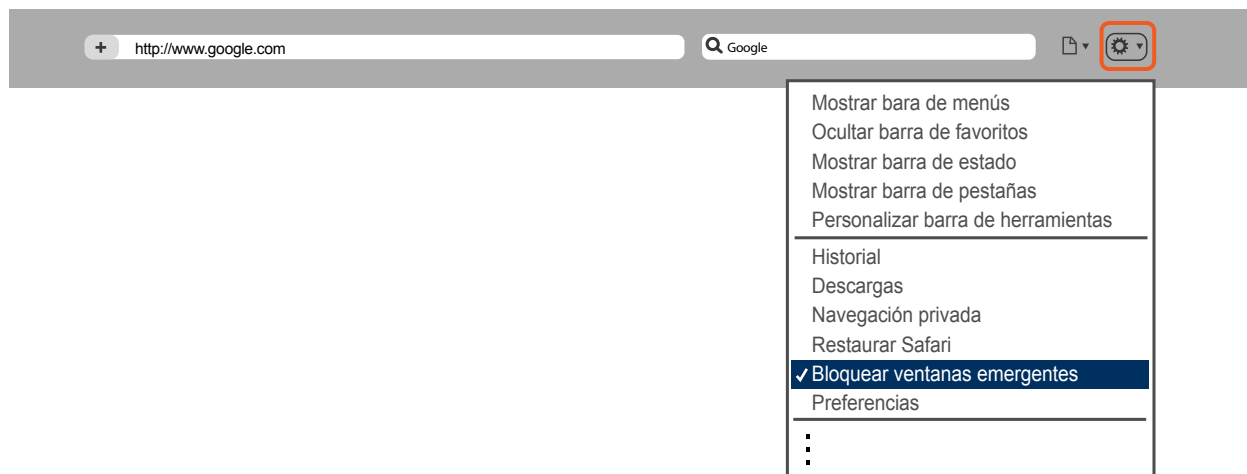 http://www.google.com
Google
Mostrar bara de menús
Ocultar barra de favoritos
Mostrar barra de estado
Mostrar barra de pestañas
Personalizar barra de herramientas
Historial
Descargas
Navegación privada
Restaurar Safari
✓Bloquear ventanas emergentes
Preferencias